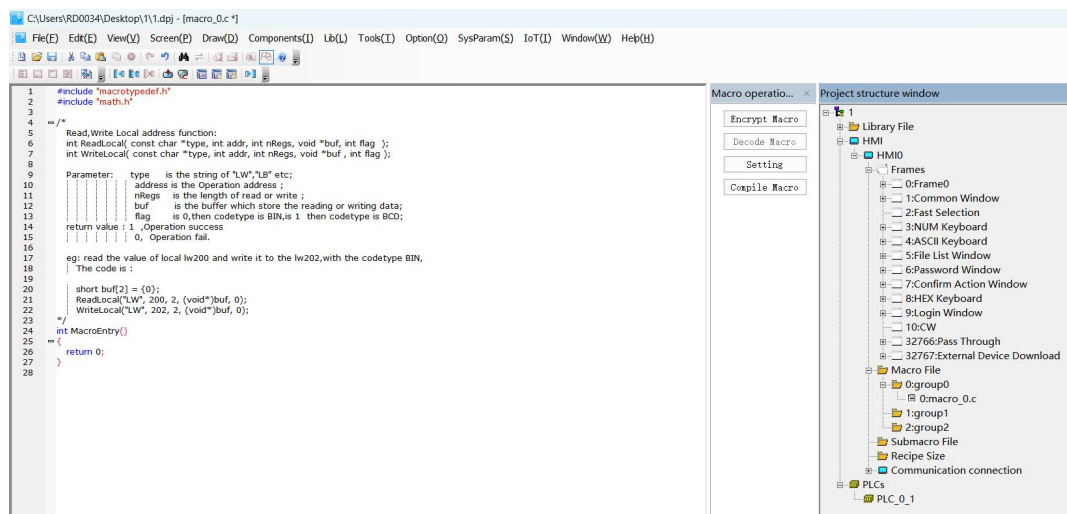 C:\Users\RD0034\Desktop\1\1.dpj - [macro_0.c *]
File(F) Edit(E) View(V) Screen(P) Draw(D) Components(I) Lib(L) Tools(T) Option(O) SysParam(S) IoT(I) Window(W) Help(H)
1 #include "macrotypedef.h"
2 #include "math.h"
3
4 /*
5 Read,Write Local address function:
6 int ReadLocal( const char *type, int addr, int nRegs, void *buf, int flag );
7 int WriteLocal( const char *type, int addr, int nRegs, void *buf , int flag );
8
9 Parameter: type is the string of "LW","LB" etc;
10 address is the Operation address ;
11 nRegs is the length of read or write ;
12 buf is the buffer which store the reading or writing data;
13 flag is 0,then codetype is BIN,is 1 then codetype is BCD;
14 return value : 1 ,Operation success
15 0, Operation fail.
16
17 eg: read the value of local lw200 and write it to the lw202,with the codetype BIN,
18 The code is :
19
20 short buf[2] = {0};
21 ReadLocal("LW", 200, 2, (void*)buf, 0);
22 WriteLocal("LW", 202, 2, (void*)buf, 0);
23 */
24 int MacroEntry()
25 {
26 return 0;
27 }
28
Macro operatio... ×
Encrypt Macro
Decode Macro
Setting
Compile Macro
Project structure window
1
Library File
HMI
HMI0
Frames
0:Frame0
1:Common Window
2:Fast Selection
3:NUM Keyboard
4:ASCII Keyboard
5:File List Window
6:Password Window
7:Confirm Action Window
8:HEX Keyboard
9:Login Window
10:CW
32766:Pass Through
32767:External Device Download
Macro File
0:group0
0:macro_0.c
1:group1
2:group2
Submacro File
Recipe Size
Communication connection
PLCs
PLC_0_1